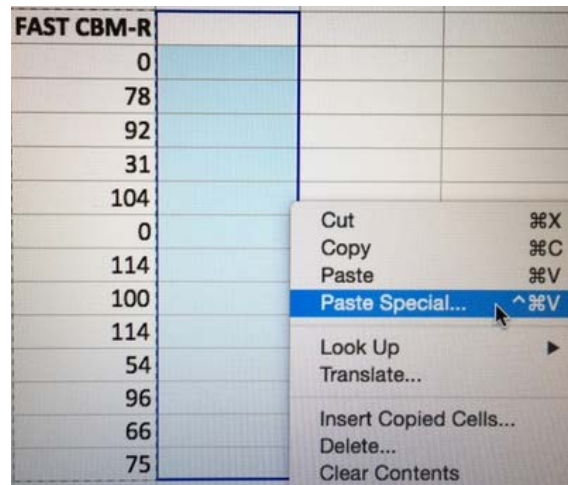 FAST CBM-R
0
78
92
31
104
0
114
100
114
54
96
66
75
Cut ⌘X
Copy ⌘C
Paste ⌘V
Paste Special... ^⌘V
Look Up ▶
Translate...
Insert Copied Cells...
Delete...
Clear Contents